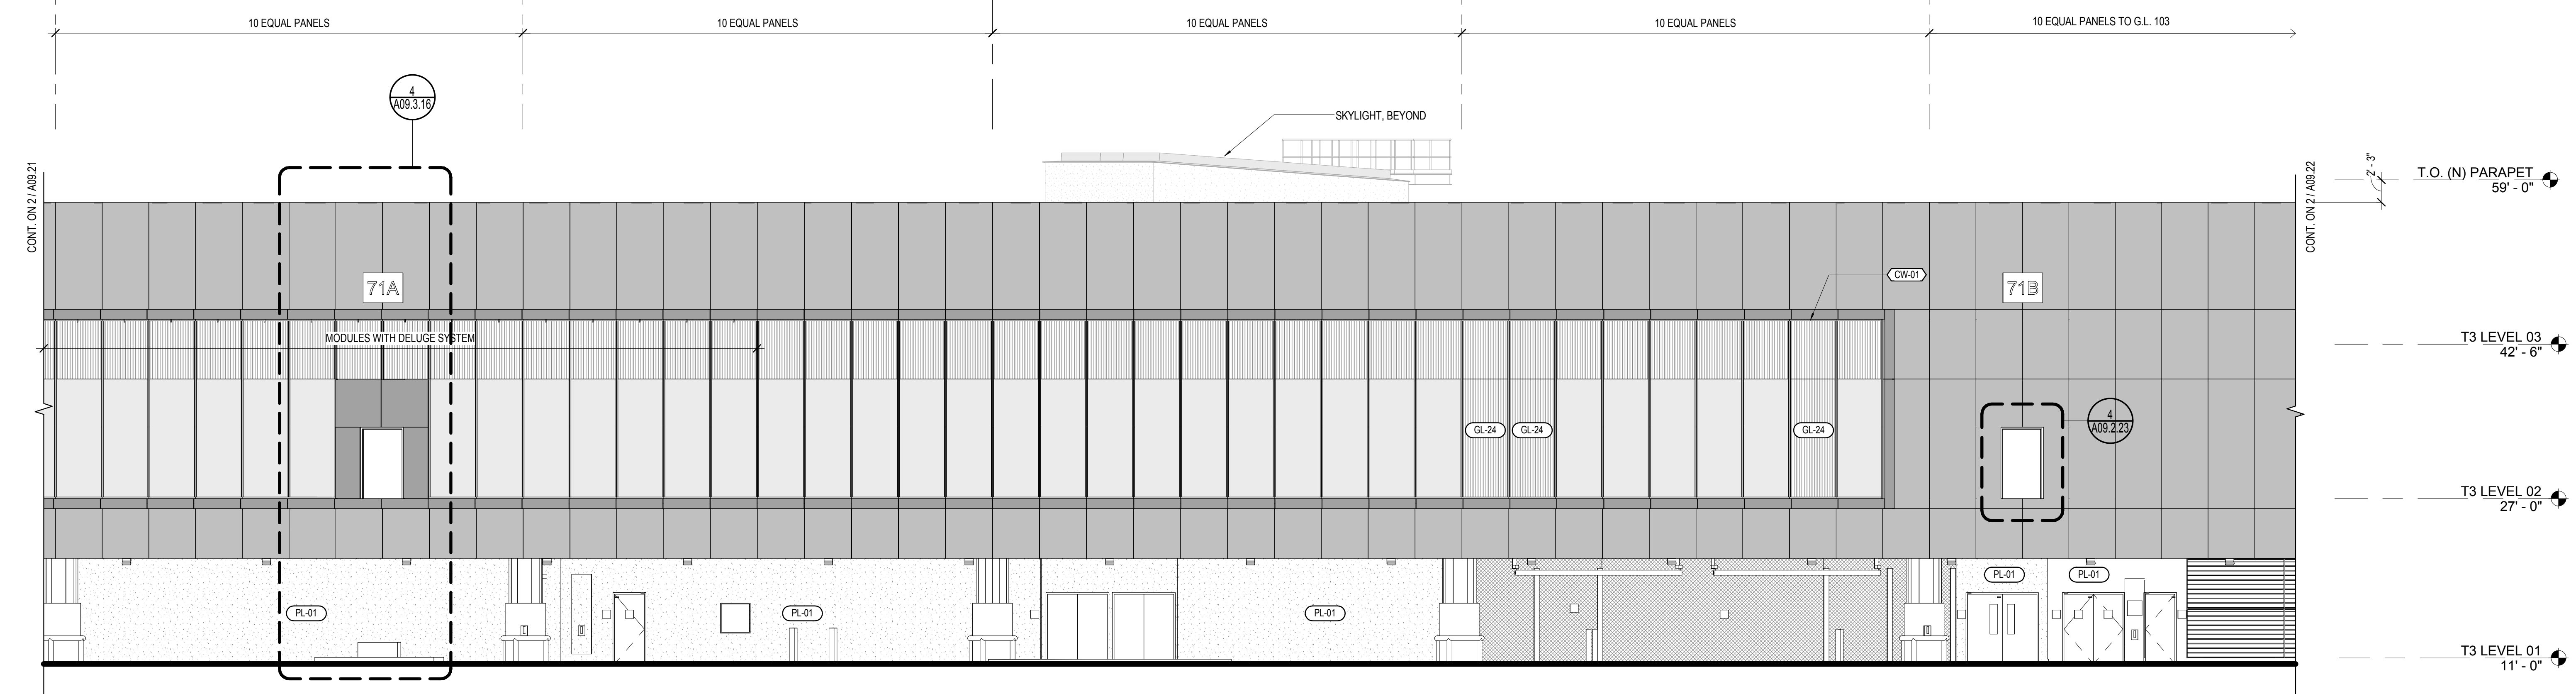 10 EQUAL PANELS
10 EQUAL PANELS
10 EQUAL PANELS
10 EQUAL PANELS
10 EQUAL PANELS TO G.L. 103
4
A09.3.16
SKYLIGHT, BEYOND
CONT. ON 2 / A09.21
CONT. ON 2 / A09.22
2' - 3"
T.O. (N) PARAPET
59' - 0"
71A
71B
CW-01
MODULES WITH DELUGE SYSTEM
T3 LEVEL 03
42' - 6"
GL-24
GL-24
GL-24
4
A09.2.23
T3 LEVEL 02
27' - 0"
PL-01
PL-01
PL-01
PL-01
PL-01
T3 LEVEL 01
11' - 0"